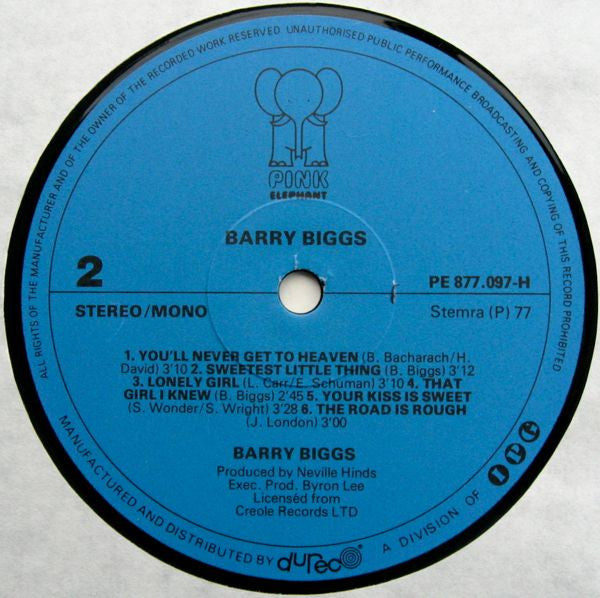 ALL RIGHTS OF THE MANUFACTURER AND OF THE OWNER OF THE RECORDED WORK RESERVED. UNAUTHORISED PUBLIC PERFORMANCE BROADCASTING AND COPYING OF THIS RECORD PROHIBITED
PINK
ELEPHANT
BARRY BIGGS
2
PE 877.097-H
STEREO/MONO
Stemra (P) 77
1. YOU'LL NEVER GET TO HEAVEN (B. Bacharach/H.
David) 3'10 2. SWEETEST LITTLE THING (B. Biggs) 3'12
3. LONELY GIRL (L. Carr/E. Schuman) 3'10 4. THAT
GIRL I KNEW (B. Biggs) 2'45 5. YOUR KISS IS SWEET
(S. Wonder/S. Wright) 3'28 6. THE ROAD IS ROUGH
(J. London) 3'00
BARRY BIGGS
Produced by Neville Hinds
Exec. Prod. Byron Lee
Licenséd from
Creole Records LTD
MANUFACTURED AND DISTRIBUTED BY dureco A DIVISION OF